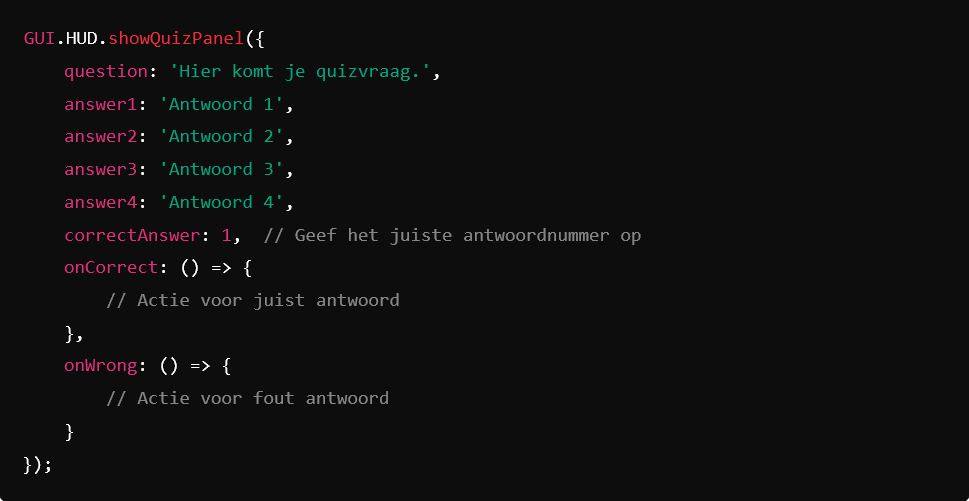 GUI.HUD.showQuizPanel({
    question: 'Hier komt je quizvraag.',
    answer1: 'Antwoord 1',
    answer2: 'Antwoord 2',
    answer3: 'Antwoord 3',
    answer4: 'Antwoord 4',
    correctAnswer: 1,  // Geef het juiste antwoordnummer op
    onCorrect: () => {
        // Actie voor juist antwoord
    },
    onWrong: () => {
        // Actie voor fout antwoord
    }
});